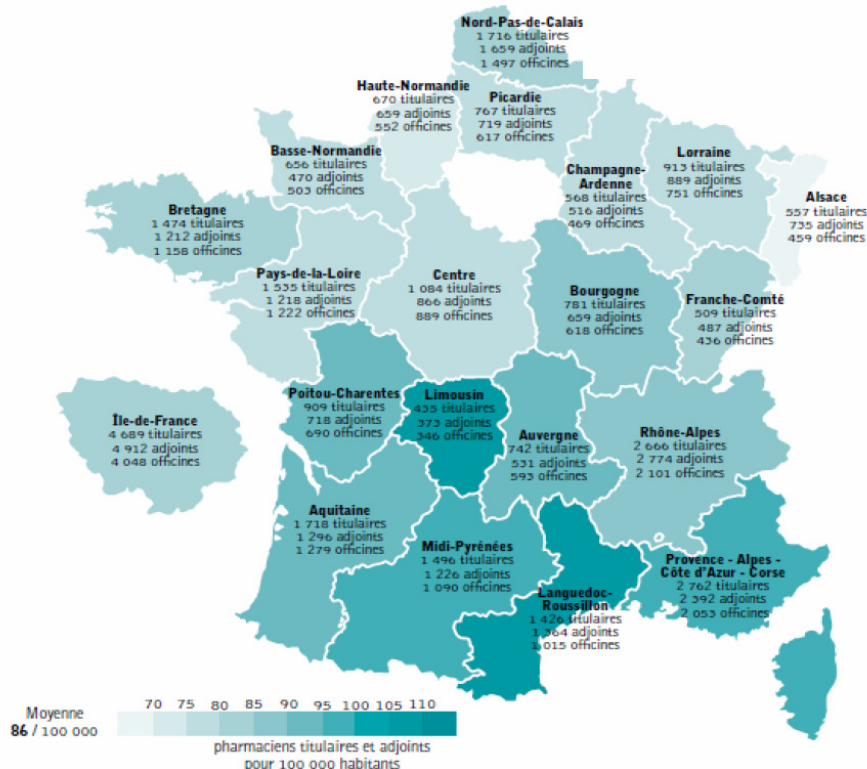 Nord-Pas-de-Calais
1 716 titulaires
1 659 adjoints
1 497 officines
Haute-Normandie
670 titulaires
659 adjoints
552 officines
Picardie
767 titulaires
719 adjoints
617 officines
Basse-Normandie
656 titulaires
470 adjoints
503 officines
Champagne-
Ardenne
568 titulaires
516 adjoints
469 officines
Lorraine
913 titulaires
889 adjoints
751 officines
Alsace
557 titulaires
735 adjoints
459 officines
Bretagne
1 474 titulaires
1 212 adjoints
1 158 officines
Pays-de-la-Loire
1 535 titulaires
1 218 adjoints
1 222 officines
Centre
1 084 titulaires
866 adjoints
889 officines
Bourgogne
781 titulaires
659 adjoints
618 officines
Franche-Comté
509 titulaires
487 adjoints
436 officines
Île-de-France
4 689 titulaires
4 912 adjoints
4 048 officines
Poitou-Charentes
909 titulaires
718 adjoints
690 officines
Limousin
435 titulaires
373 adjoints
346 officines
Auvergne
742 titulaires
531 adjoints
593 officines
Rhône-Alpes
2 666 titulaires
2 774 adjoints
2 101 officines
Aquitaine
1 718 titulaires
1 296 adjoints
1 279 officines
Midi-Pyrénées
1 496 titulaires
1 226 adjoints
1 090 officines
Languedoc-
Roussillon
1 426 titulaires
1 364 adjoints
1 015 officines
Provence - Alpes -
Côte d'Azur - Corse
2 762 titulaires
2 392 adjoints
2 053 officines
Moyenne
86 / 100 000
70 75 80 85 90 95 100 105 110
pharmaciens titulaires et adjoints
pour 100 000 habitants